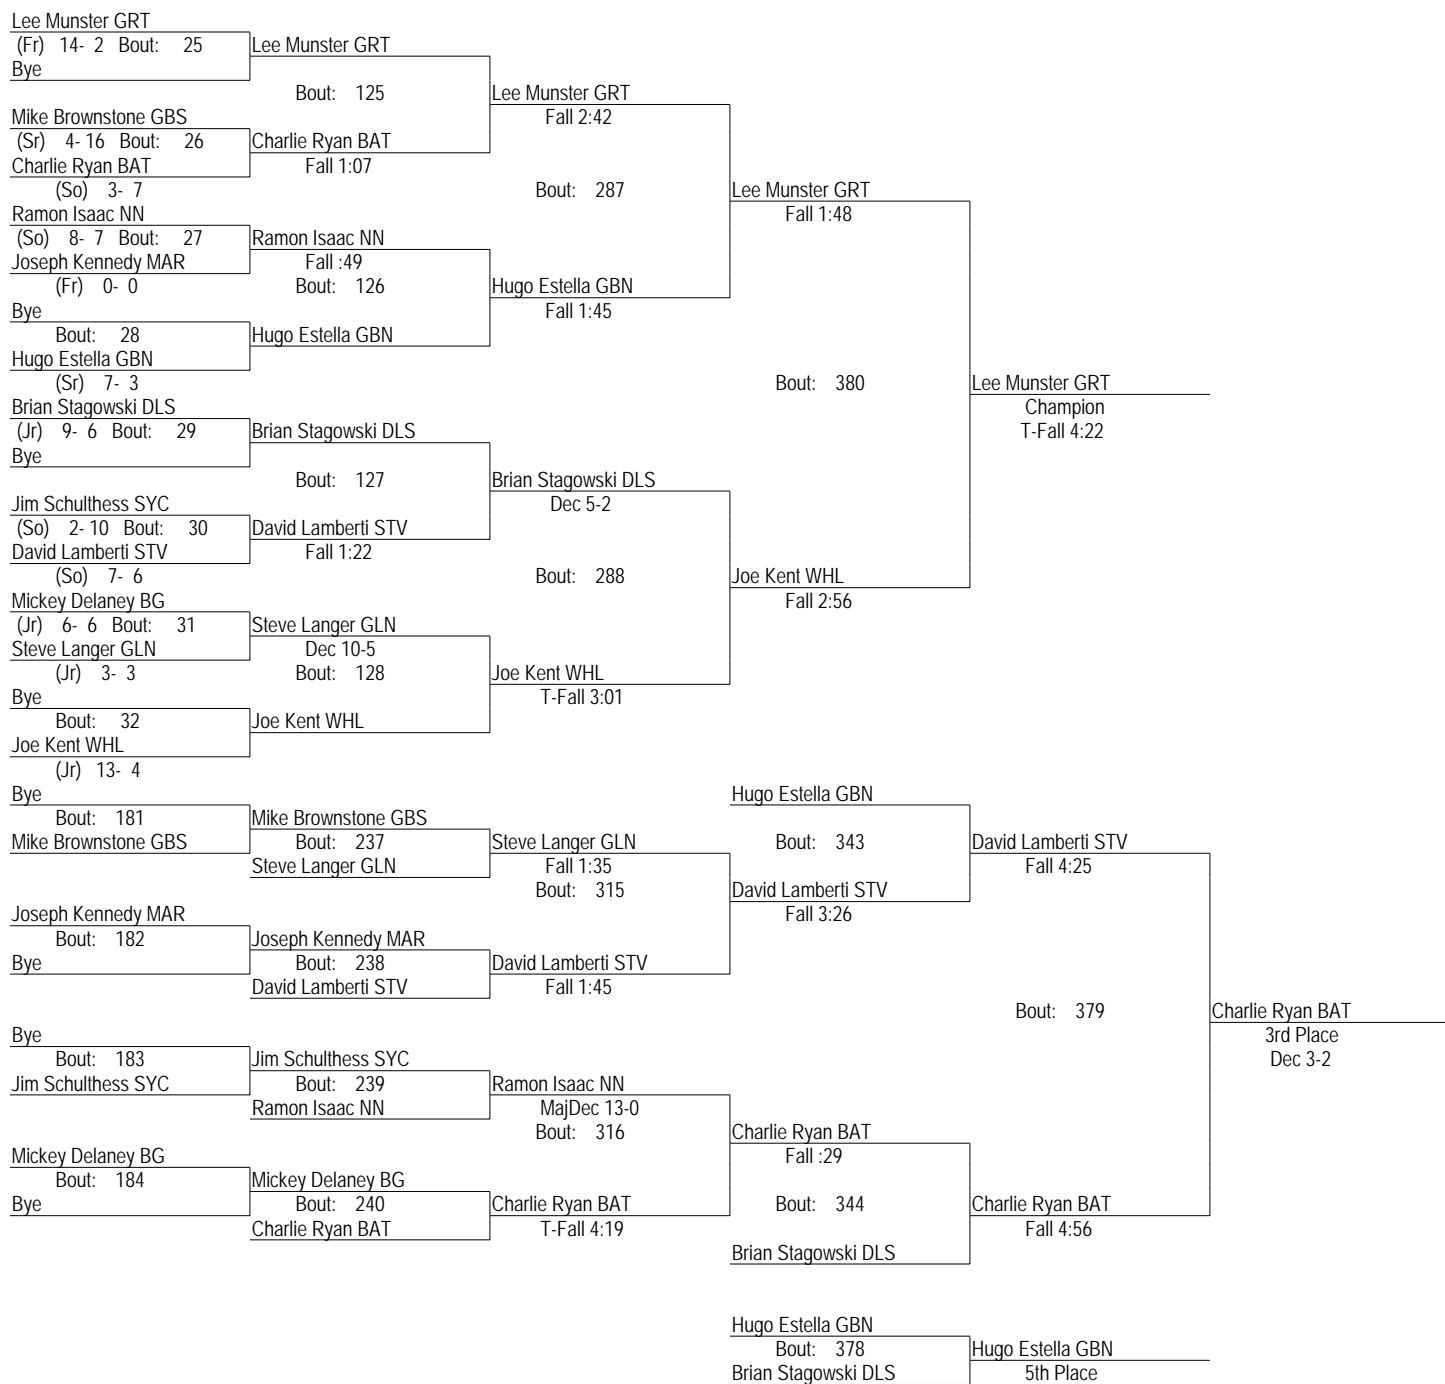 Lee Munster GRT
(Fr) 14- 2 Bout: 25
Bye
Lee Munster GRT
Bout: 125
Mike Brownstone GBS
(Sr) 4- 16 Bout: 26
Charlie Ryan BAT
(So) 3- 7
Charlie Ryan BAT
Fall 1:07
Lee Munster GRT
Fall 2:42
Bout: 287
Ramon Isaac NN
(So) 8- 7 Bout: 27
Joseph Kennedy MAR
(Fr) 0- 0
Ramon Isaac NN
Fall :49
Bout: 126
Bye
Bout: 28
Hugo Estella GBN
(Sr) 7- 3
Hugo Estella GBN
Hugo Estella GBN
Fall 1:45
Lee Munster GRT
Fall 1:48
Bout: 380
Brian Stagowski DLS
(Jr) 9- 6 Bout: 29
Bye
Brian Stagowski DLS
Bout: 127
Jim Schulthess SYC
(So) 2- 10 Bout: 30
David Lamberti STV
(So) 7- 6
David Lamberti STV
Fall 1:22
Brian Stagowski DLS
Dec 5-2
Bout: 288
Mickey Delaney BG
(Jr) 6- 6 Bout: 31
Steve Langer GLN
(Jr) 3- 3
Steve Langer GLN
Dec 10-5
Bout: 128
Bye
Bout: 32
Joe Kent WHL
(Jr) 13- 4
Joe Kent WHL
Joe Kent WHL
T-Fall 3:01
Joe Kent WHL
Fall 2:56
Lee Munster GRT
Champion
T-Fall 4:22
Bye
Bout: 181
Mike Brownstone GBS
Mike Brownstone GBS
Bout: 237
Steve Langer GLN
Steve Langer GLN
Fall 1:35
Bout: 315
Joseph Kennedy MAR
Bout: 182
Bye
Joseph Kennedy MAR
Bout: 238
David Lamberti STV
David Lamberti STV
Fall 1:45
Hugo Estella GBN
Bout: 343
David Lamberti STV
Fall 3:26
David Lamberti STV
Fall 4:25
Bout: 379
Bye
Bout: 183
Jim Schulthess SYC
Jim Schulthess SYC
Bout: 239
Ramon Isaac NN
Ramon Isaac NN
MajDec 13-0
Bout: 316
Mickey Delaney BG
Bout: 184
Bye
Mickey Delaney BG
Bout: 240
Charlie Ryan BAT
Charlie Ryan BAT
T-Fall 4:19
Charlie Ryan BAT
Fall :29
Bout: 344
Brian Stagowski DLS
Charlie Ryan BAT
Fall 4:56
Charlie Ryan BAT
3rd Place
Dec 3-2
Hugo Estella GBN
Bout: 378
Brian Stagowski DLS
Hugo Estella GBN
5th Place